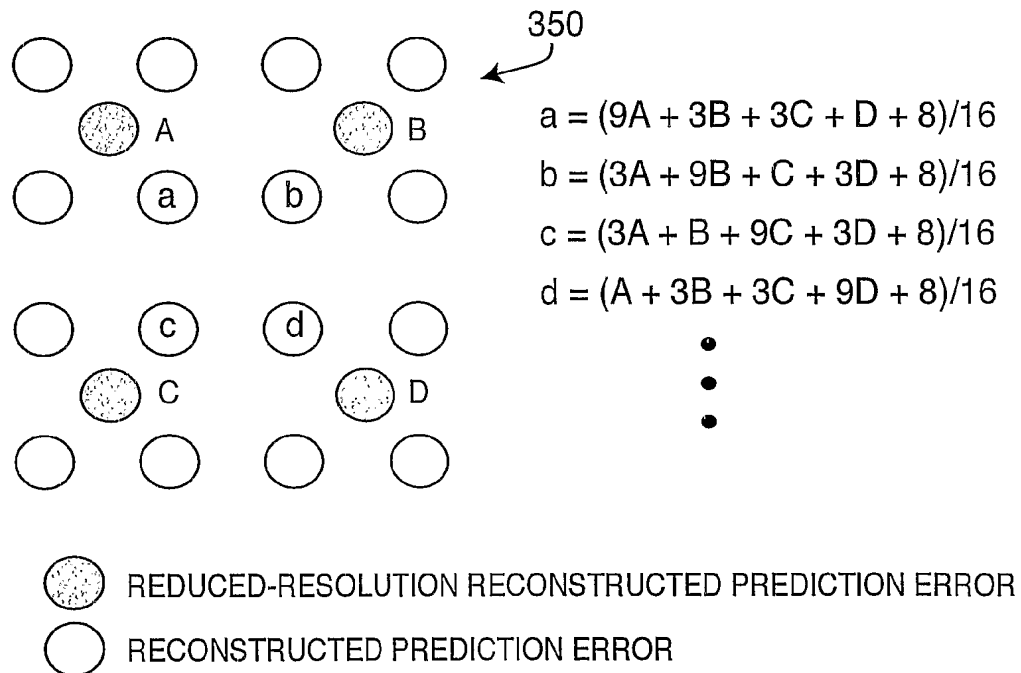 350
A
B
a = (9A + 3B + 3C + D + 8)/16
b = (3A + 9B + C + 3D + 8)/16
a
b
c = (3A + B + 9C + 3D + 8)/16
d = (A + 3B + 3C + 9D + 8)/16
c
d
C
D
REDUCED-RESOLUTION RECONSTRUCTED PREDICTION ERROR
RECONSTRUCTED PREDICTION ERROR